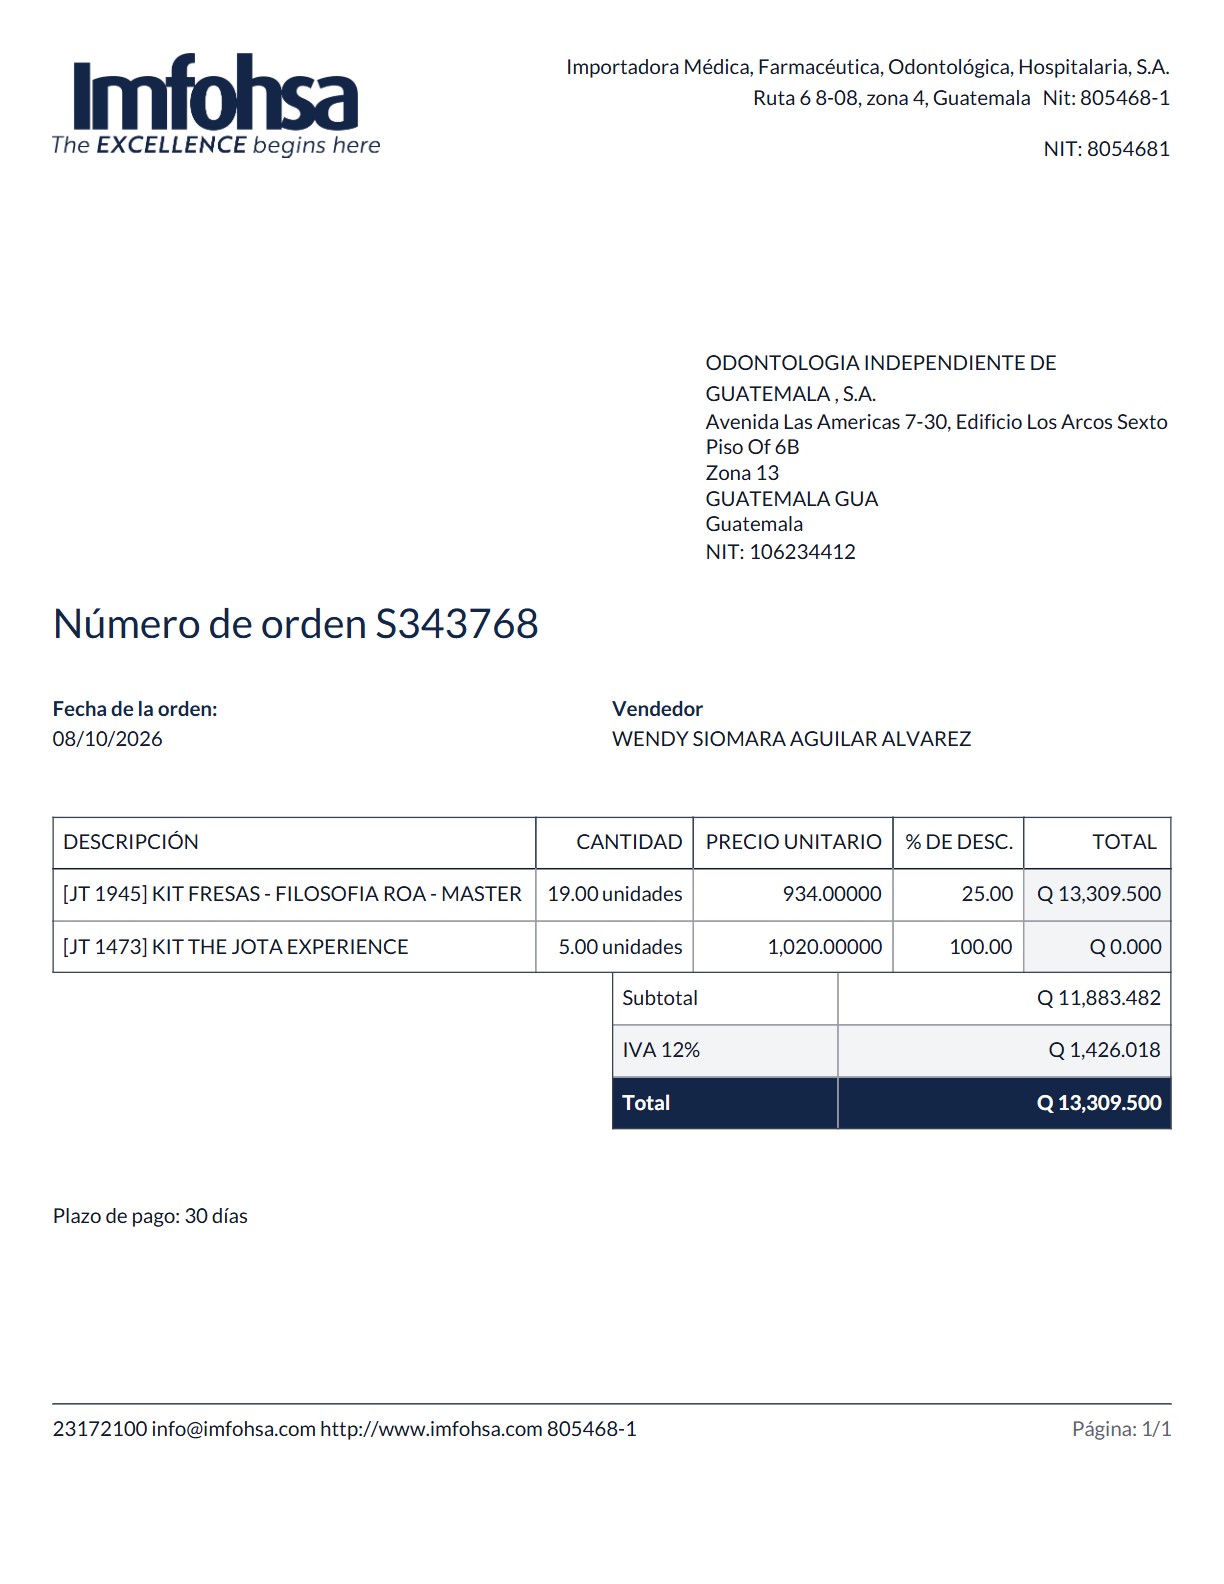 Imfohsa
The EXCELLENCE begins here
Importadora Médica, Farmacéutica, Odontológica, Hospitalaria, S.A.
Ruta 6 8-08, zona 4, Guatemala Nit: 805468-1
NIT: 8054681
ODONTOLOGIA INDEPENDIENTE DE
GUATEMALA , S.A.
Avenida Las Americas 7-30, Edificio Los Arcos Sexto
Piso Of 6B
Zona 13
GUATEMALA GUA
Guatemala
NIT: 106234412
Número de orden S343768
Fecha de la orden: Vendedor
08/10/2026 WENDY SIOMARA AGUILAR ALVAREZ
DESCRIPCIÓN CANTIDAD PRECIO UNITARIO % DE DESC. TOTAL
[JT 1945] KIT FRESAS - FILOSOFIA ROA - MASTER 19.00 unidades 934.00000 25.00 Q 13,309.500
[JT 1473] KIT THE JOTA EXPERIENCE 5.00 unidades 1,020.00000 100.00 Q 0.000
Subtotal Q 11,883.482
IVA 12% Q 1,426.018
Total Q 13,309.500
Plazo de pago: 30 días
23172100 info@imfohsa.com http://www.imfohsa.com 805468-1 Página: 1/1